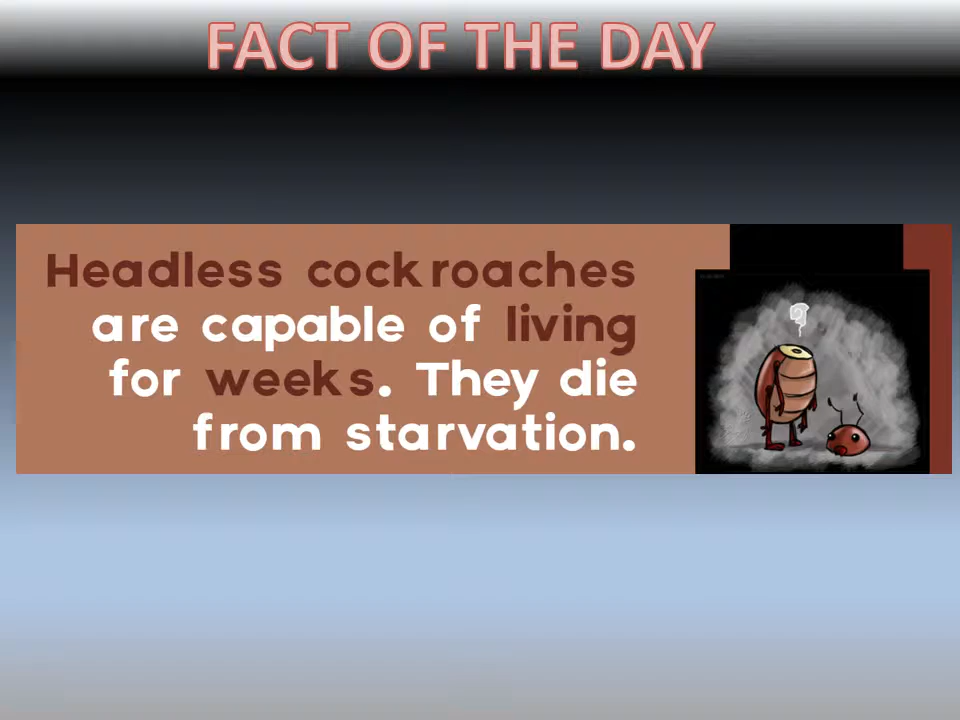 FACT OF THE DAY
Headless cockroaches
are capable of living
for weeks. They die
from starvation.